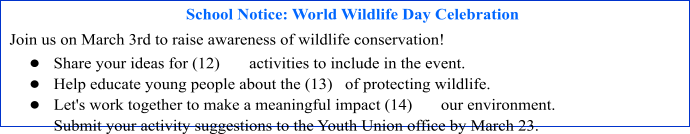 School Notice: World Wildlife Day Celebration
Join us on March 3rd to raise awareness of wildlife conservation!
● Share your ideas for (12) activities to include in the event.
● Help educate young people about the (13) of protecting wildlife.
● Let's work together to make a meaningful impact (14) our environment.
Submit your activity suggestions to the Youth Union office by March 23.